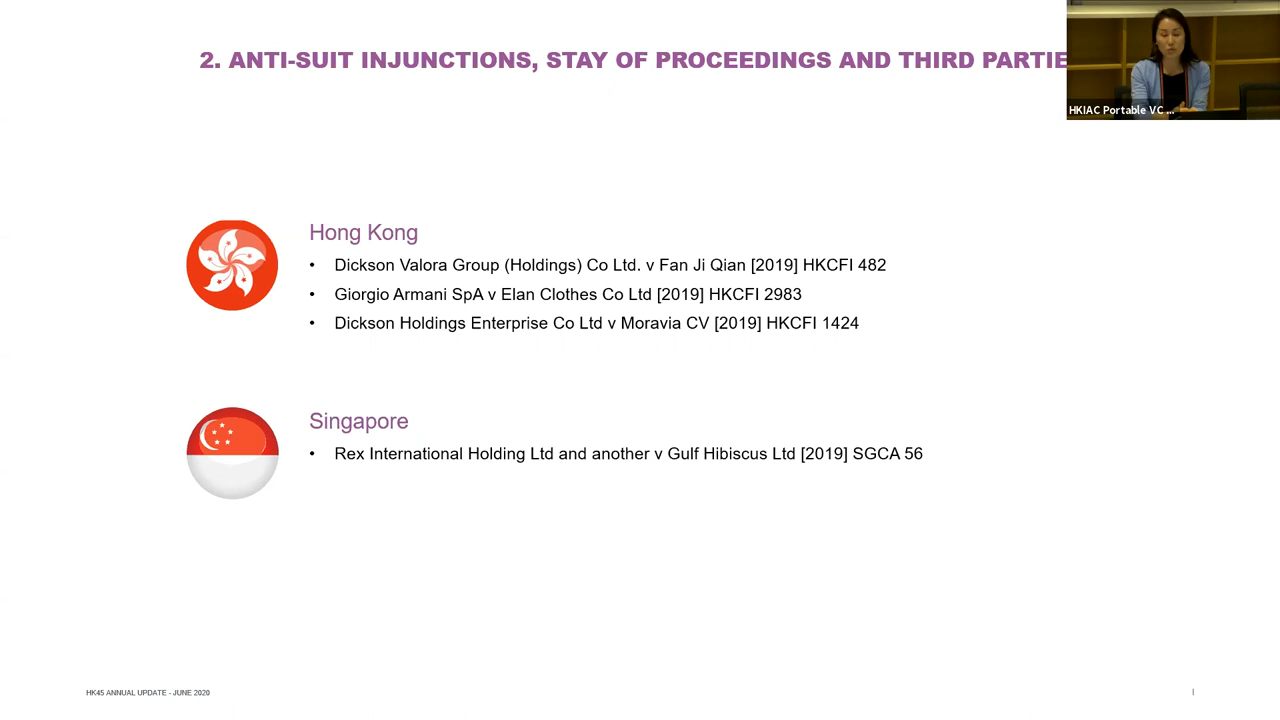 2. ANTI-SUIT INJUNCTIONS, STAY OF PROCEEDINGS AND THIRD PARTIE
HKIAC Portable VC ...
Hong Kong
• Dickson Valora Group (Holdings) Co Ltd. v Fan Ji Qian [2019] HKCFI 482
• Giorgio Armani SpA v Elan Clothes Co Ltd [2019] HKCFI 2983
• Dickson Holdings Enterprise Co Ltd v Moravia CV [2019] HKCFI 1424
Singapore
• Rex International Holding Ltd and another v Gulf Hibiscus Ltd [2019] SGCA 56
HK45 ANNUAL UPDATE - JUNE 2020
|